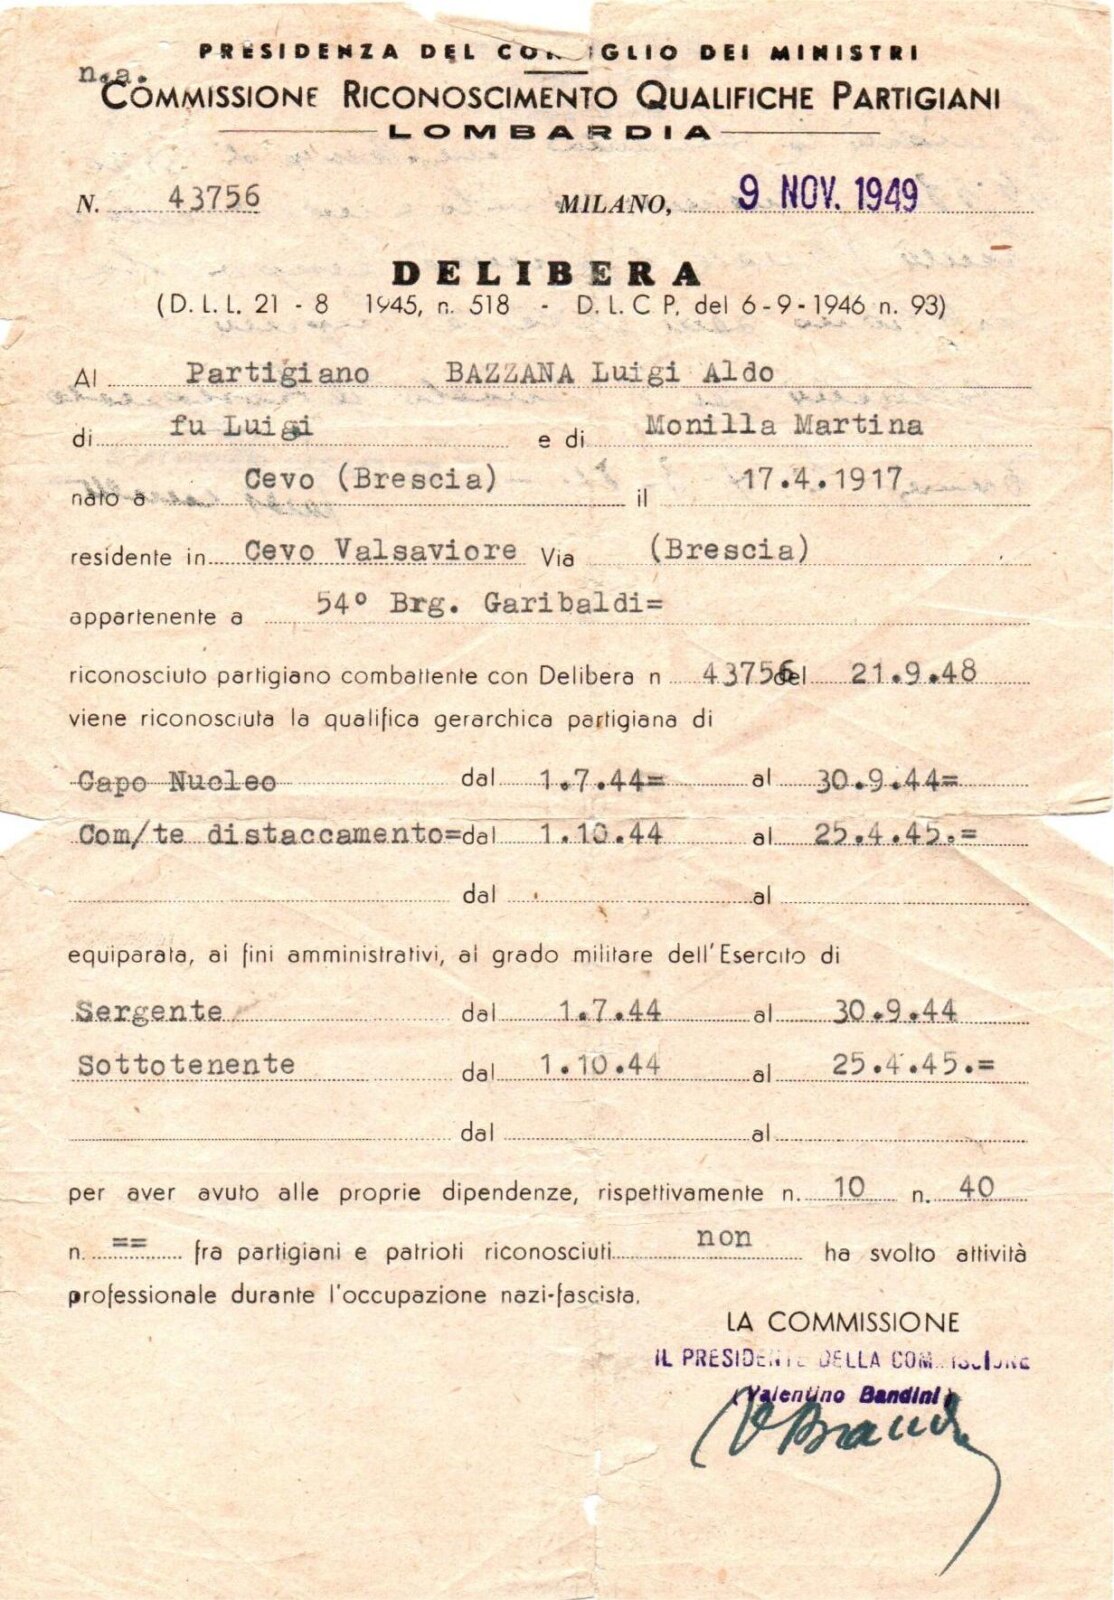 PRESIDENZA DEL CONSIGLIO DEI MINISTRI
n.a.
COMMISSIONE RICONOSCIMENTO QUALIFICHE PARTIGIANI
LOMBARDIA
N. 43756 MILANO, 9 NOV. 1949
DELIBERA
(D. L. L. 21 - 8 1945, n. 518 - D. L. C P. del 6 - 9 - 1946 n. 93)
Al Partigiano BAZZANA Luigi Aldo
di fu Luigi e di Monilla Martina
nato a Cevo (Brescia) il 17.4.1917
residente in Cevo Valsaviore Via (Brescia)
appartenente a 54° Brg. Garibaldi=
riconosciuto partigiano combattente con Delibera n 43756 del 21.9.48
viene riconosciuta la qualifica gerarchica partigiana di
Capo Nucleo dal 1.7.44= al 30.9.44=
Com/te distaccamento= dal 1.10.44 al 25.4.45.=
dal al
equiparata, ai fini amministrativi, al grado militare dell'Esercito di
Sergente dal 1.7.44 al 30.9.44
Sottotenente dal 1.10.44 al 25.4.45.=
dal al
per aver avuto alle proprie dipendenze, rispettivamente n. 10 n. 40
n. == fra partigiani e patrioti riconosciuti non ha svolto attività
professionale durante l'occupazione nazi-fascista.
LA COMMISSIONE
IL PRESIDENTE DELLA COMMISSIONE
(Valentino Bandini)